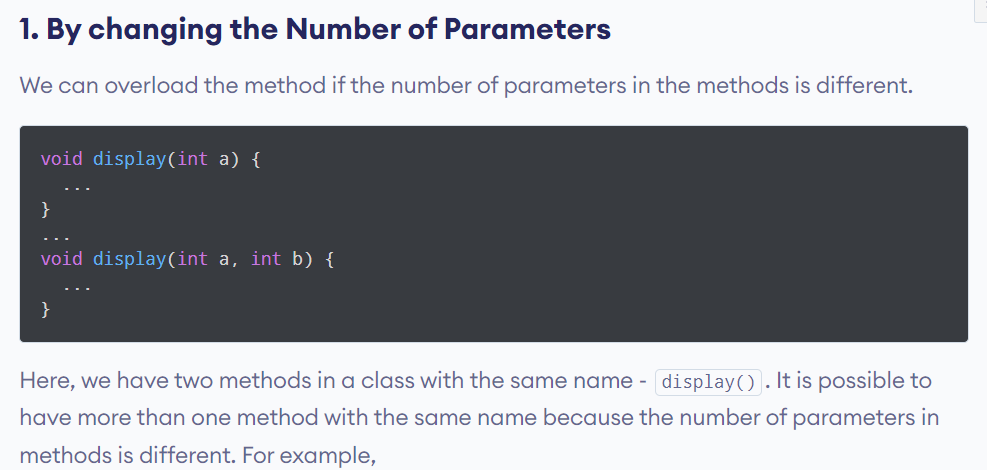 1. By changing the Number of Parameters
We can overload the method if the number of parameters in the methods is different.
void display(int a) {
  ...
}
...
void display(int a, int b) {
  ...
}
Here, we have two methods in a class with the same name - display() . It is possible to
have more than one method with the same name because the number of parameters in
methods is different. For example,